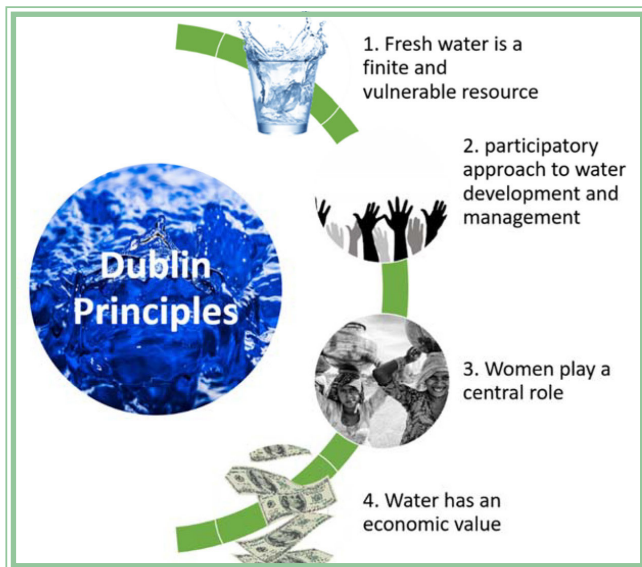 Dublin
Principles
1. Fresh water is a
finite and
vulnerable resource
2. participatory
approach to water
development and
management
3. Women play a
central role
4. Water has an
economic value